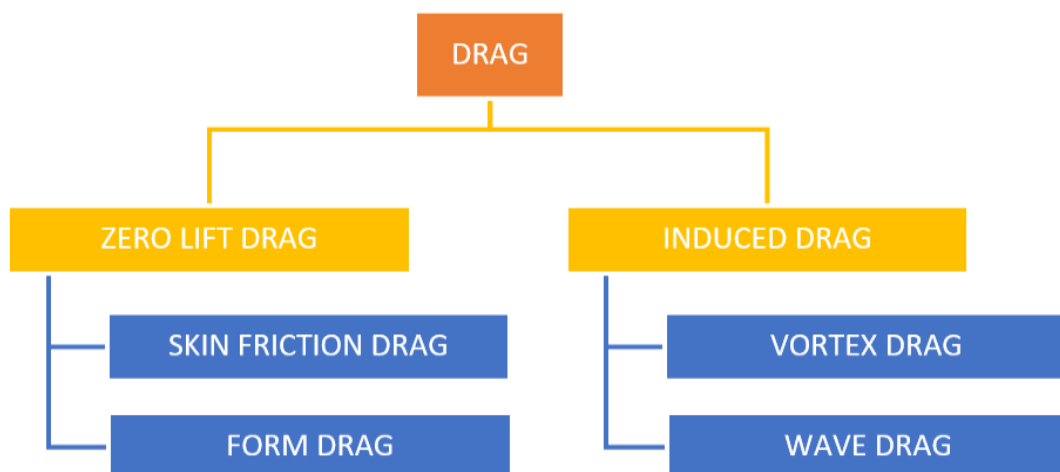 DRAG
ZERO LIFT DRAG
SKIN FRICTION DRAG
FORM DRAG
INDUCED DRAG
VORTEX DRAG
WAVE DRAG